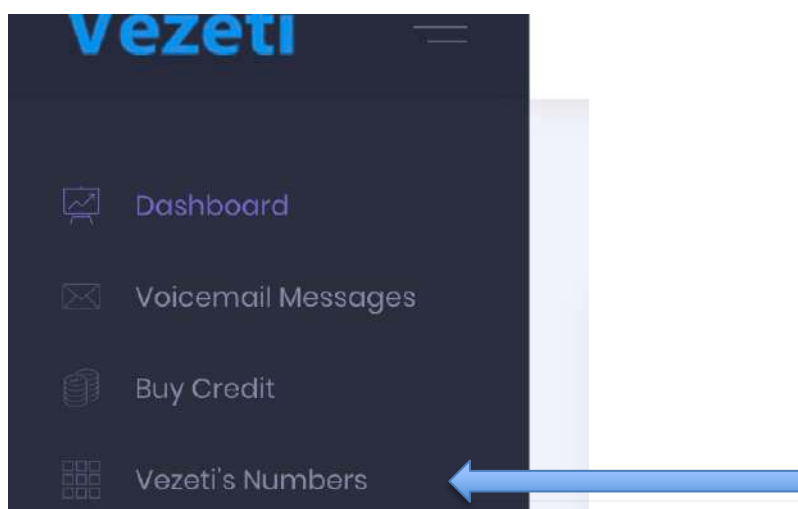 Vezeti
Dashboard
Voicemail Messages
Buy Credit
Vezeti's Numbers